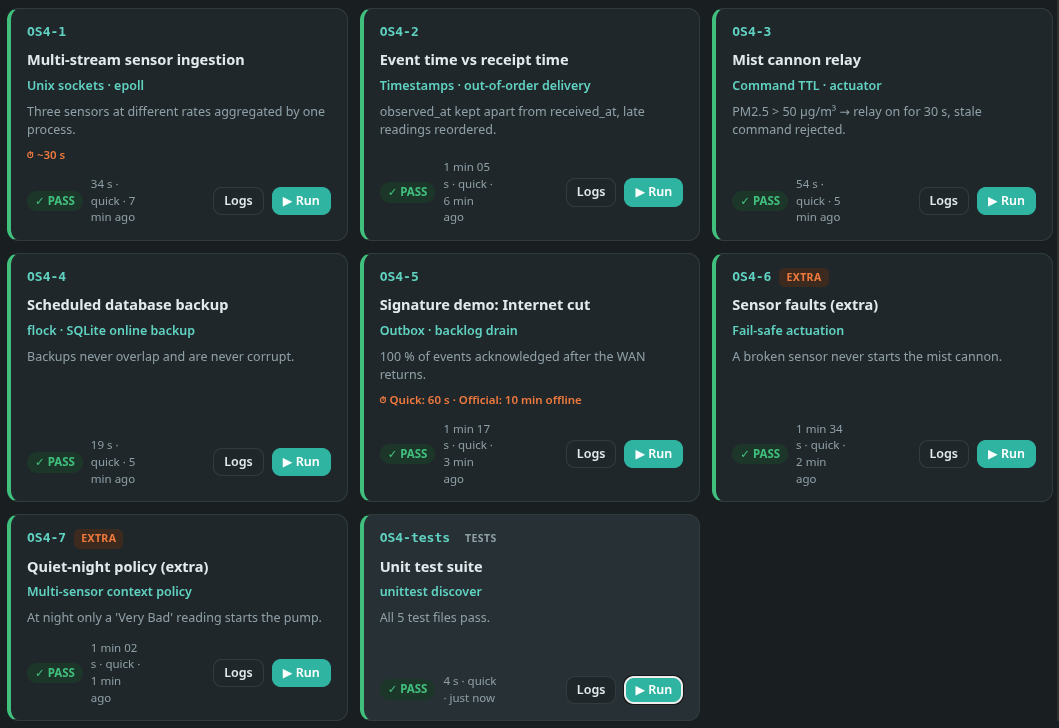 OS4-1
Multi-stream sensor ingestion
Unix sockets · epoll
Three sensors at different rates aggregated by one
process.
⏱ ~30 s
✓ PASS
34 s ·
quick · 7
min ago
Logs
▶ Run
OS4-2
Event time vs receipt time
Timestamps · out-of-order delivery
observed_at kept apart from received_at, late
readings reordered.
✓ PASS
1 min 05
s · quick ·
6 min
ago
Logs
▶ Run
OS4-3
Mist cannon relay
Command TTL · actuator
PM2.5 > 50 µg/m³ → relay on for 30 s, stale
command rejected.
✓ PASS
54 s ·
quick · 5
min ago
Logs
▶ Run
OS4-4
Scheduled database backup
flock · SQLite online backup
Backups never overlap and are never corrupt.
✓ PASS
19 s ·
quick · 5
min ago
Logs
▶ Run
OS4-5
Signature demo: Internet cut
Outbox · backlog drain
100 % of events acknowledged after the WAN
returns.
⏱ Quick: 60 s · Official: 10 min offline
✓ PASS
1 min 17
s · quick ·
3 min
ago
Logs
▶ Run
OS4-6 EXTRA
Sensor faults (extra)
Fail-safe actuation
A broken sensor never starts the mist cannon.
✓ PASS
1 min 34
s · quick ·
2 min
ago
Logs
▶ Run
OS4-7 EXTRA
Quiet-night policy (extra)
Multi-sensor context policy
At night only a 'Very Bad' reading starts the pump.
✓ PASS
1 min 02
s · quick ·
1 min
ago
Logs
▶ Run
OS4-tests TESTS
Unit test suite
unittest discover
All 5 test files pass.
✓ PASS
4 s · quick
· just now
Logs
▶ Run